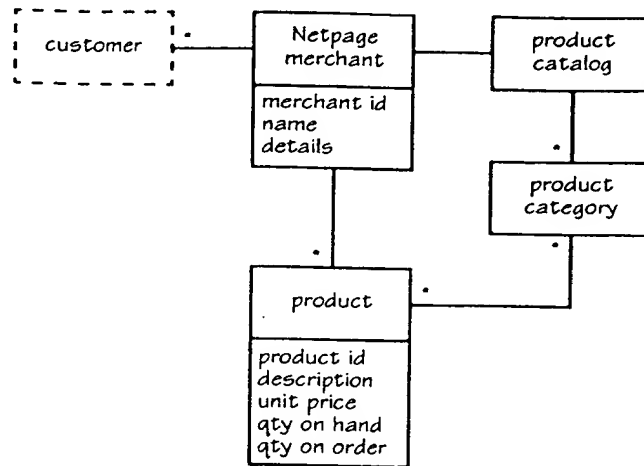 customer
Netpage
merchant
merchant id
name
details
product
catalog
product
category
product
product id
description
unit price
qty on hand
qty on order